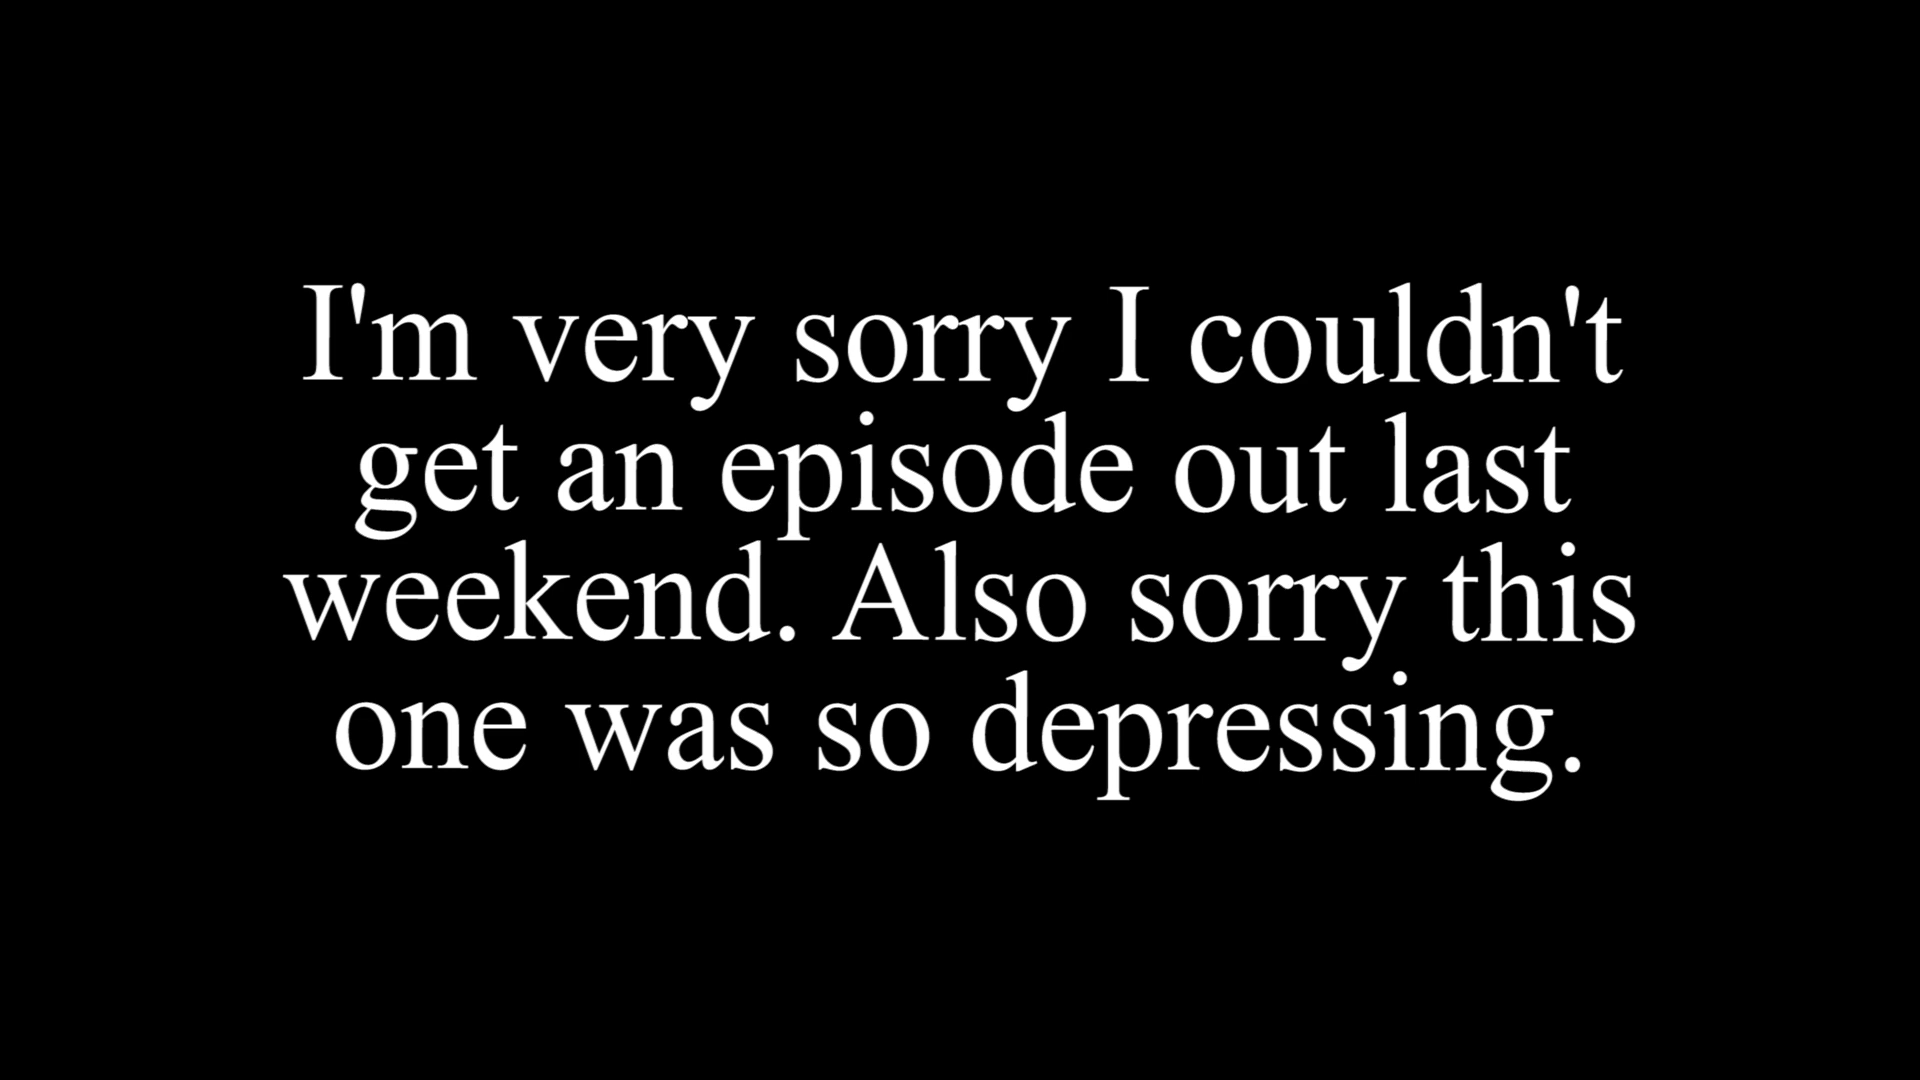 I'm very sorry I couldn't
get an episode out last
weekend. Also sorry this
one was so depressing.